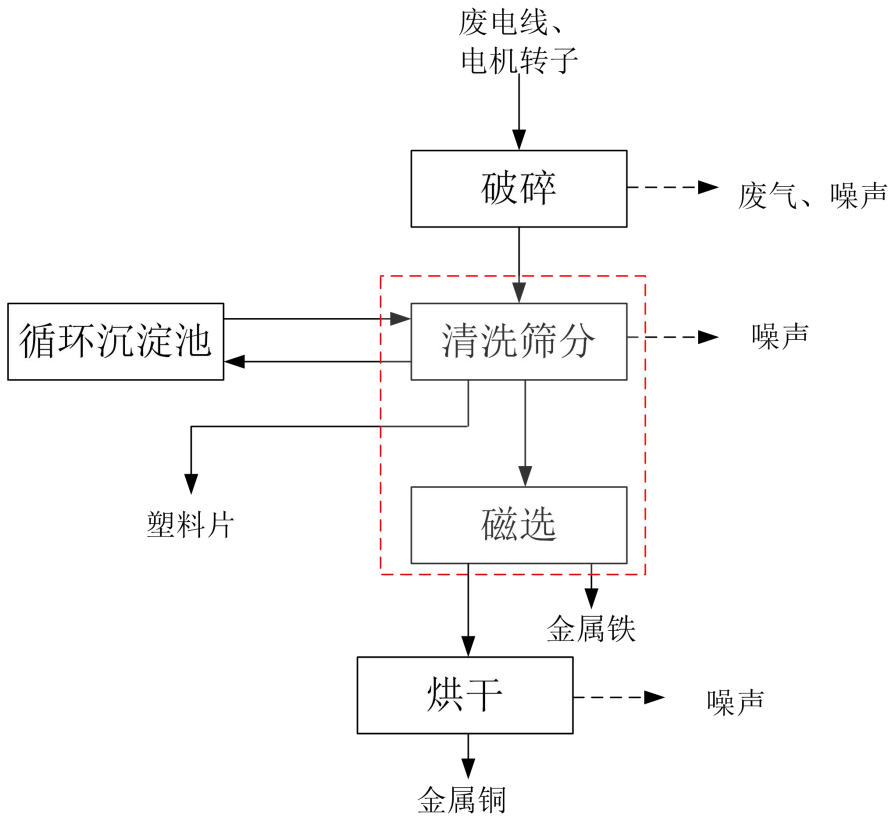 废电线、
电机转子
破碎
废气、噪声
循环沉淀池
清洗筛分
噪声
塑料片
磁选
金属铁
烘干
噪声
金属铜